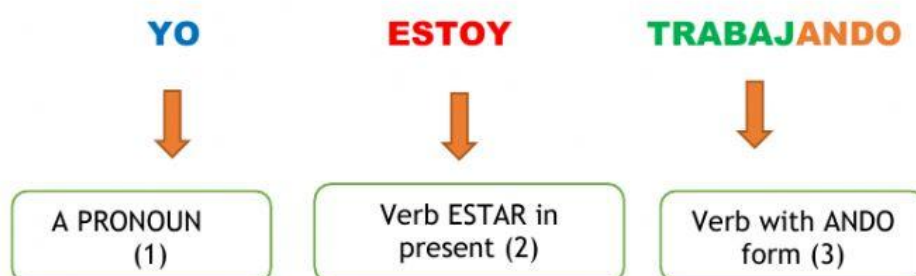 YO ESTOY TRABAJANDO
A PRONOUN
(1)
Verb ESTAR in
present (2)
Verb with ANDO
form (3)